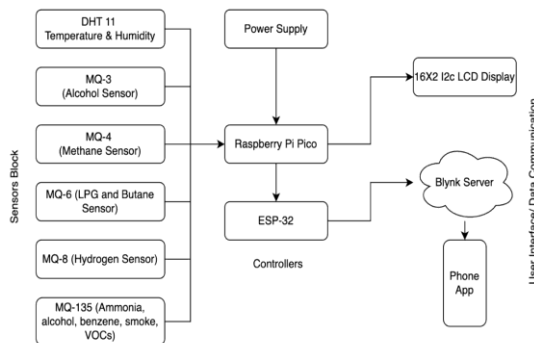 DHT 11
Temperature & Humidity
MQ-3
(Alcohol Sensor)
MQ-4
(Methane Sensor)
MQ-6 (LPG and Butane
Sensor)
MQ-8 (Hydrogen Sensor)
MQ-135 (Ammonia,
alcohol, benzene, smoke,
VOCs)
Sensors Block
Power Supply
Raspberry Pi Pico
ESP-32
Controllers
16X2 I2c LCD Display
Blynk Server
Phone
App
User Interface/ Data Communication